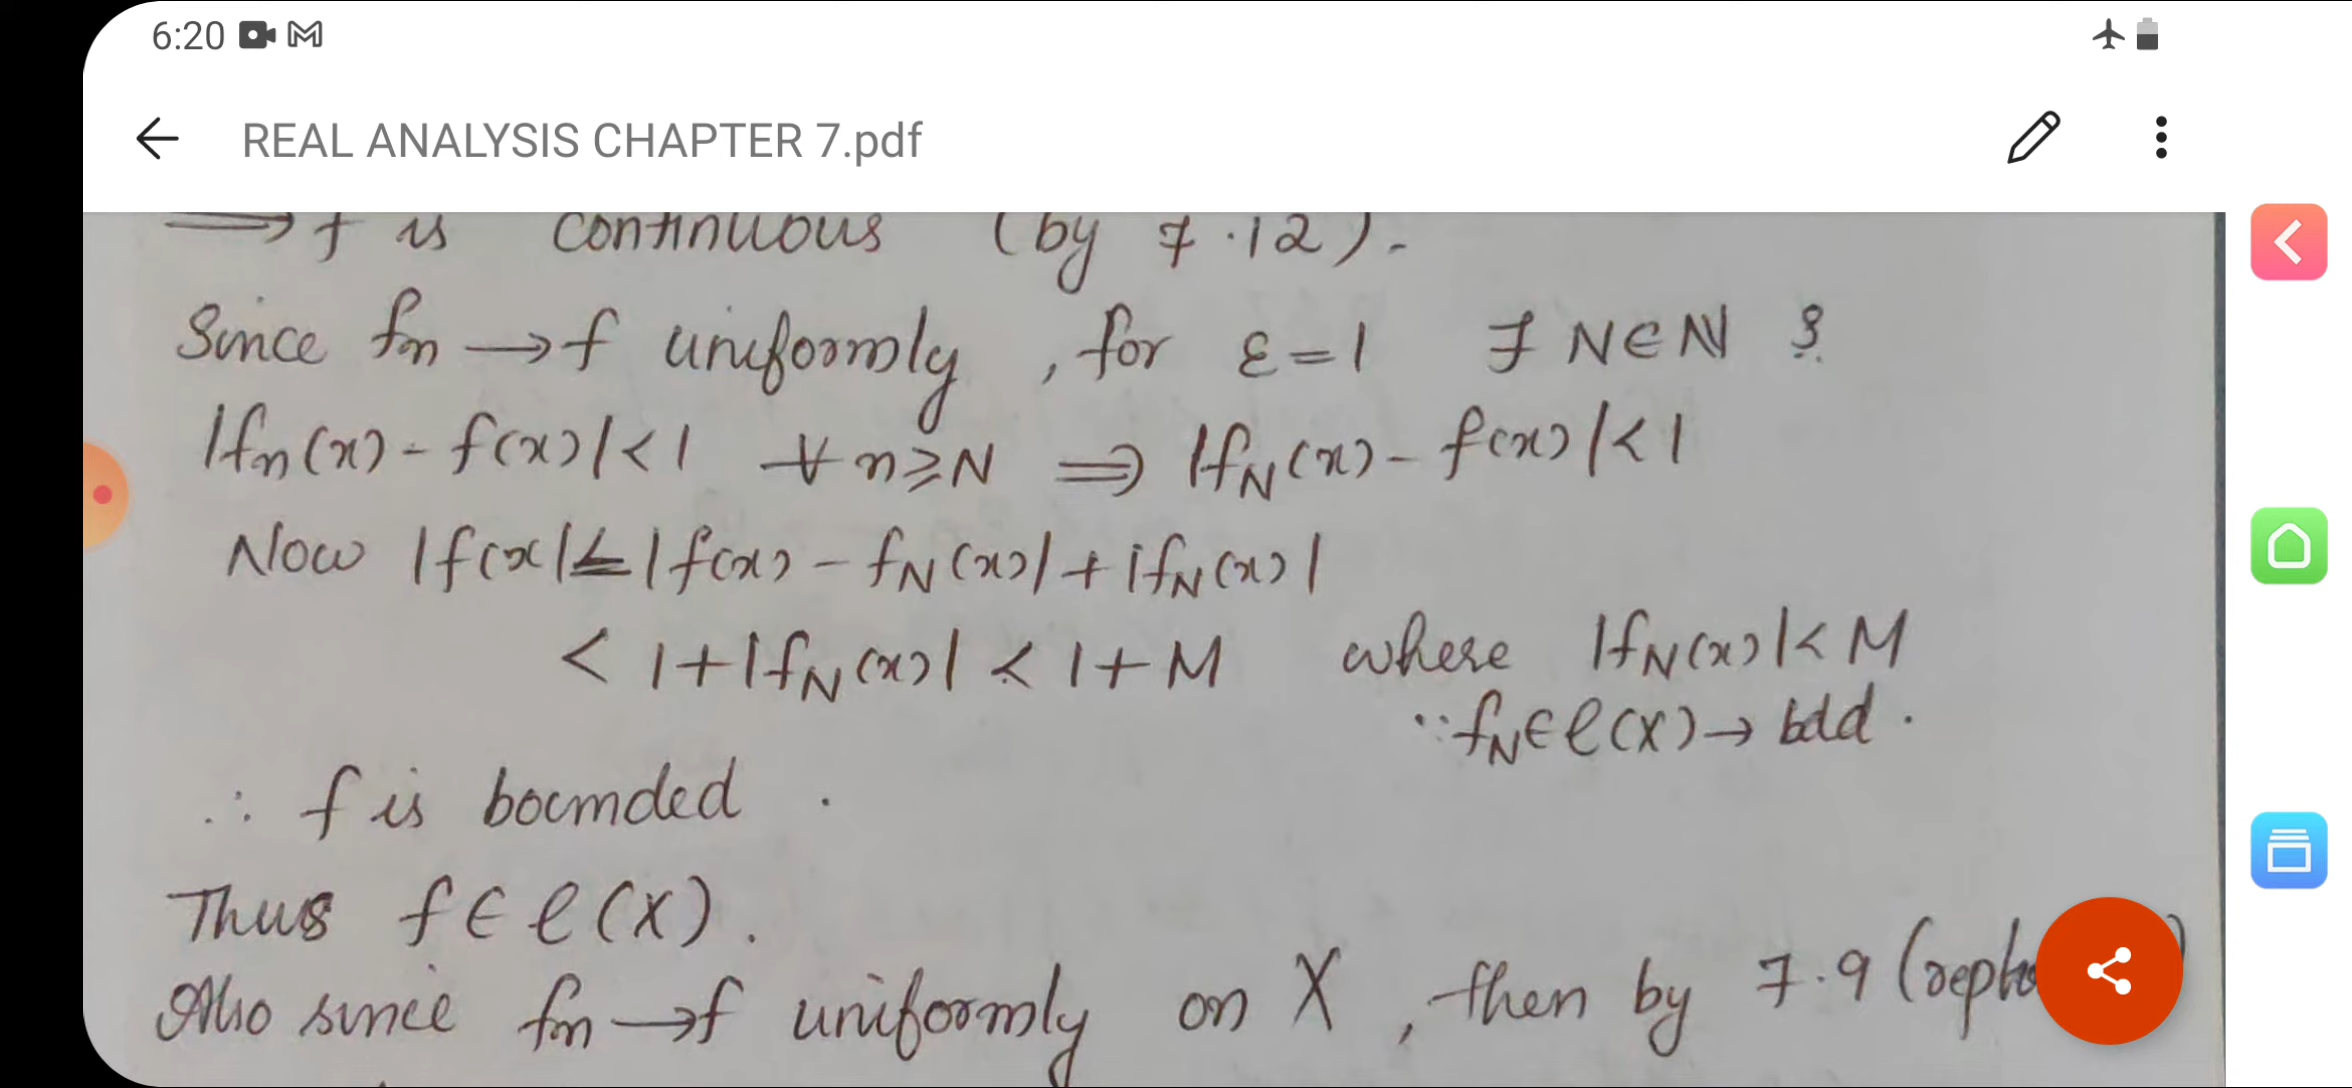 6:20
REAL ANALYSIS CHAPTER 7.pdf
⟹ f is continuous (by 7.12).
Since fn → f uniformly, for ε=1 ∃ N∈ℕ ∋
|fn(x) - f(x)| < 1 ∀ n≥N ⟹ |fN(x) - f(x)| < 1
Now |f(x| ≤ |f(x) - fN(x)| + |fN(x)|
< 1+|fN(x)| < 1+M where |fN(x)| < M
∵ fN∈ℓ(X) → bdd.
∴ f is bounded.
Thus f∈ℓ(X).
Also since fn → f uniformly on X, then by 7.9